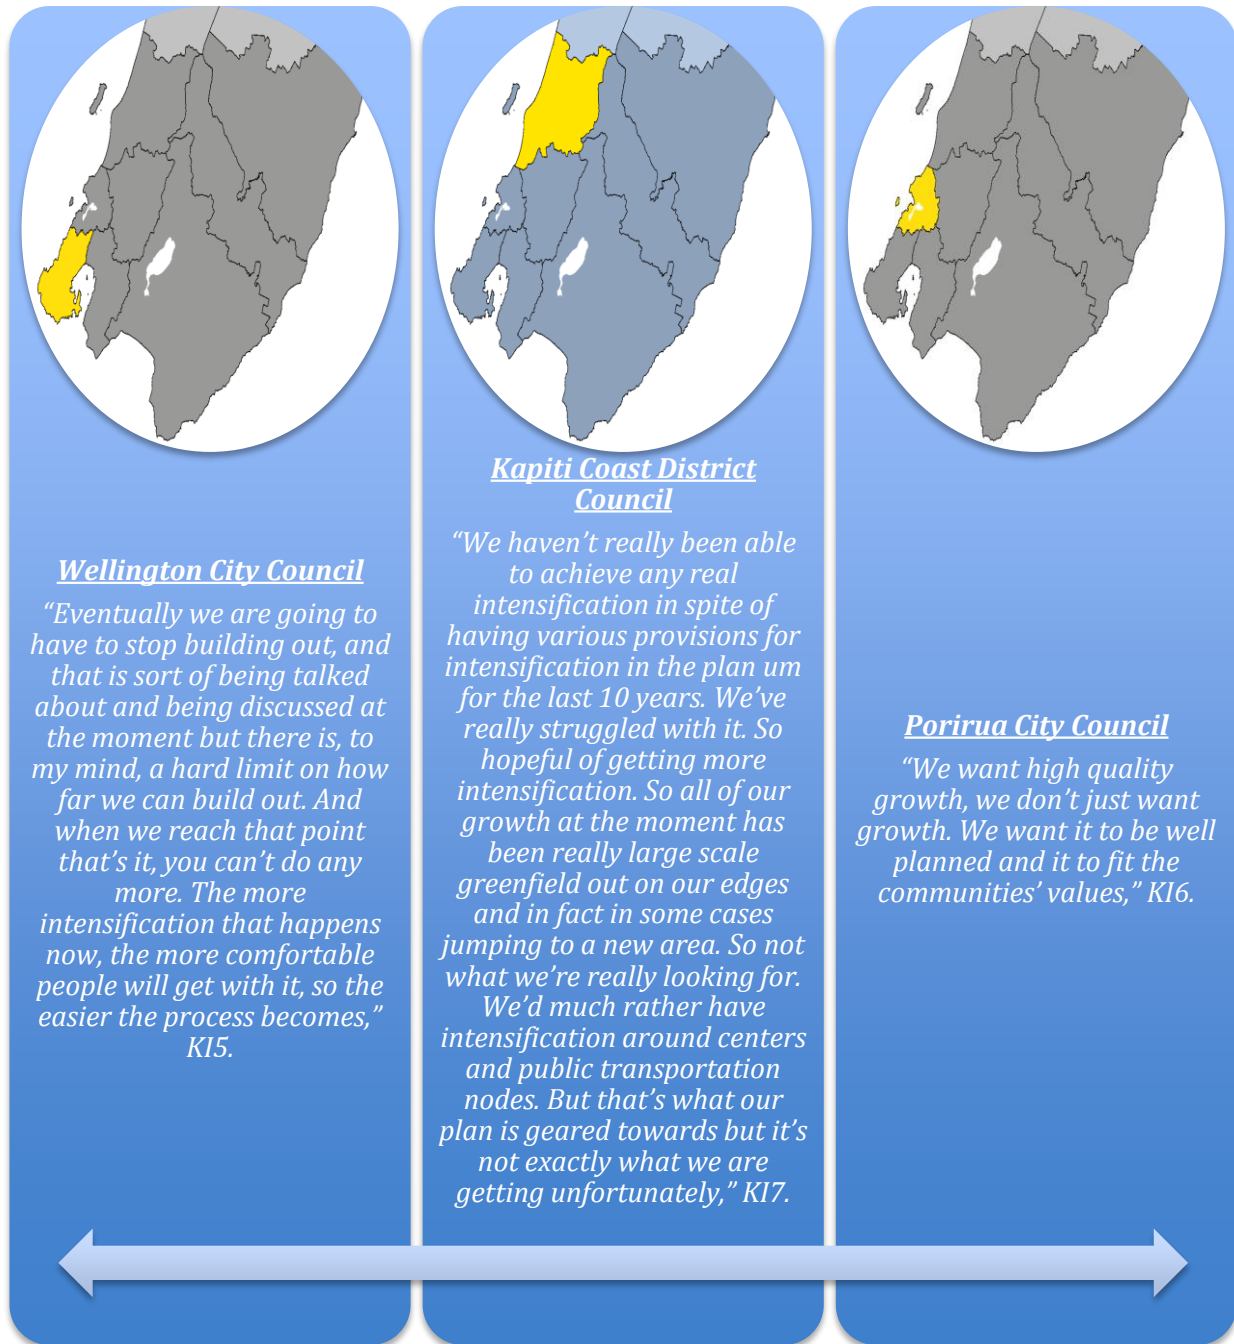 Wellington City Council
“Eventually we are going to
have to stop building out, and
that is sort of being talked
about and being discussed at
the moment but there is, to
my mind, a hard limit on how
far we can build out. And
when we reach that point
that’s it, you can’t do any
more. The more
intensification that happens
now, the more comfortable
people will get with it, so the
easier the process becomes,”
KI5.
Kapiti Coast District
Council
“We haven’t really been able
to achieve any real
intensification in spite of
having various provisions for
intensification in the plan um
for the last 10 years. We’ve
really struggled with it. So
hopeful of getting more
intensification. So all of our
growth at the moment has
been really large scale
greenfield out on our edges
and in fact in some cases
jumping to a new area. So not
what we’re really looking for.
We’d much rather have
intensification around centers
and public transportation
nodes. But that’s what our
plan is geared towards but it’s
not exactly what we are
getting unfortunately,” KI7.
Porirua City Council
“We want high quality
growth, we don’t just want
growth. We want it to be well
planned and it to fit the
communities’ values,” KI6.